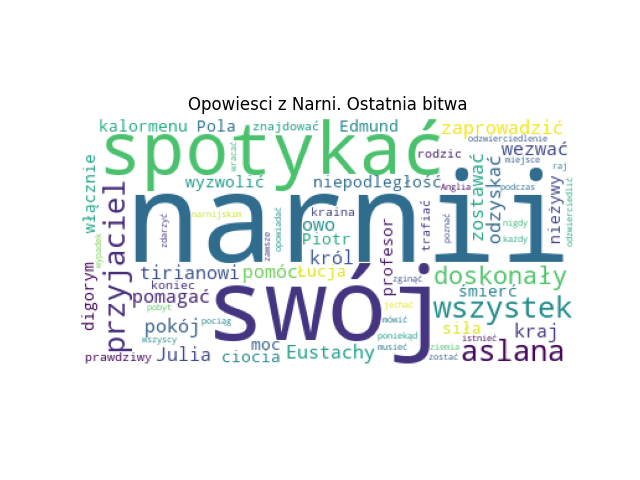 Opowiesci z Narni. Ostatnia bitwa
kalormenu Pola znajdować Edmund zaprowadzić
odzwierciedlenie
spotykać
wracać
rodzic
wezwać
miejsce
raj
włącznie
wyzwolić
niepodległość
Anglia
podczas
zostawać
odzyskać
nieżywy
odzwierciedlić
przyjaciel
narnii
narnijskim
zdarzyć
kraina
owo
Piotr
opowiadać
zawsze
trafiać
poznać
nigdy
każdy
wypadek
król
profesor
digorym
tirianowi
pomóc
Łucja
zginąć
doskonały
koniec
pomagać
swój
jechać
śmierć
pobyt
wszystek
pokój
pociąg
mówić
siła
kraj
wszyscy
moc
poniekąd
istnieć
prawdziwy
Julia
ciocia
Eustachy
musieć
ziemia
zostać
aslana